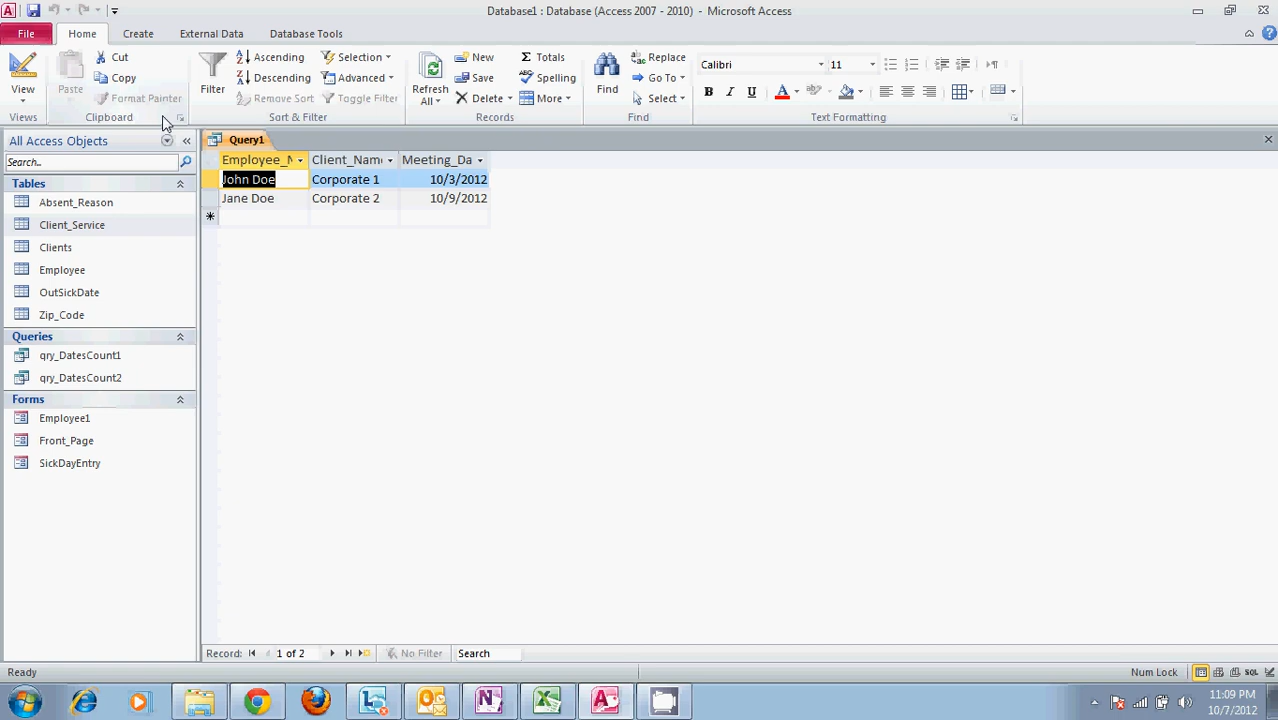 Database1 : Database (Access 2007 - 2010) - Microsoft Access
File Home Create External Data Database Tools
View
Views
Paste
Cut
Copy
Format Painter
Clipboard
Filter
Ascending
Descending
Remove Sort
Selection
Advanced
Toggle Filter
Sort & Filter
Refresh
All
New
Save
Delete
Totals
Spelling
More
Records
Find
Replace
Go To
Select
Find
Calibri 11
B I U A
Text Formatting
All Access Objects
Search..
Tables
Absent_Reason
Client_Service
Clients
Employee
OutSickDate
Zip_Code
Queries
qry_DatesCount1
qry_DatesCount2
Forms
Employee1
Front_Page
SickDayEntry
Query1
Employee_N Client_Name Meeting_Da
John Doe Corporate 1 10/3/2012
Jane Doe Corporate 2 10/9/2012
Record: 1 of 2 No Filter Search
Ready Num Lock SQL
11:09 PM
10/7/2012